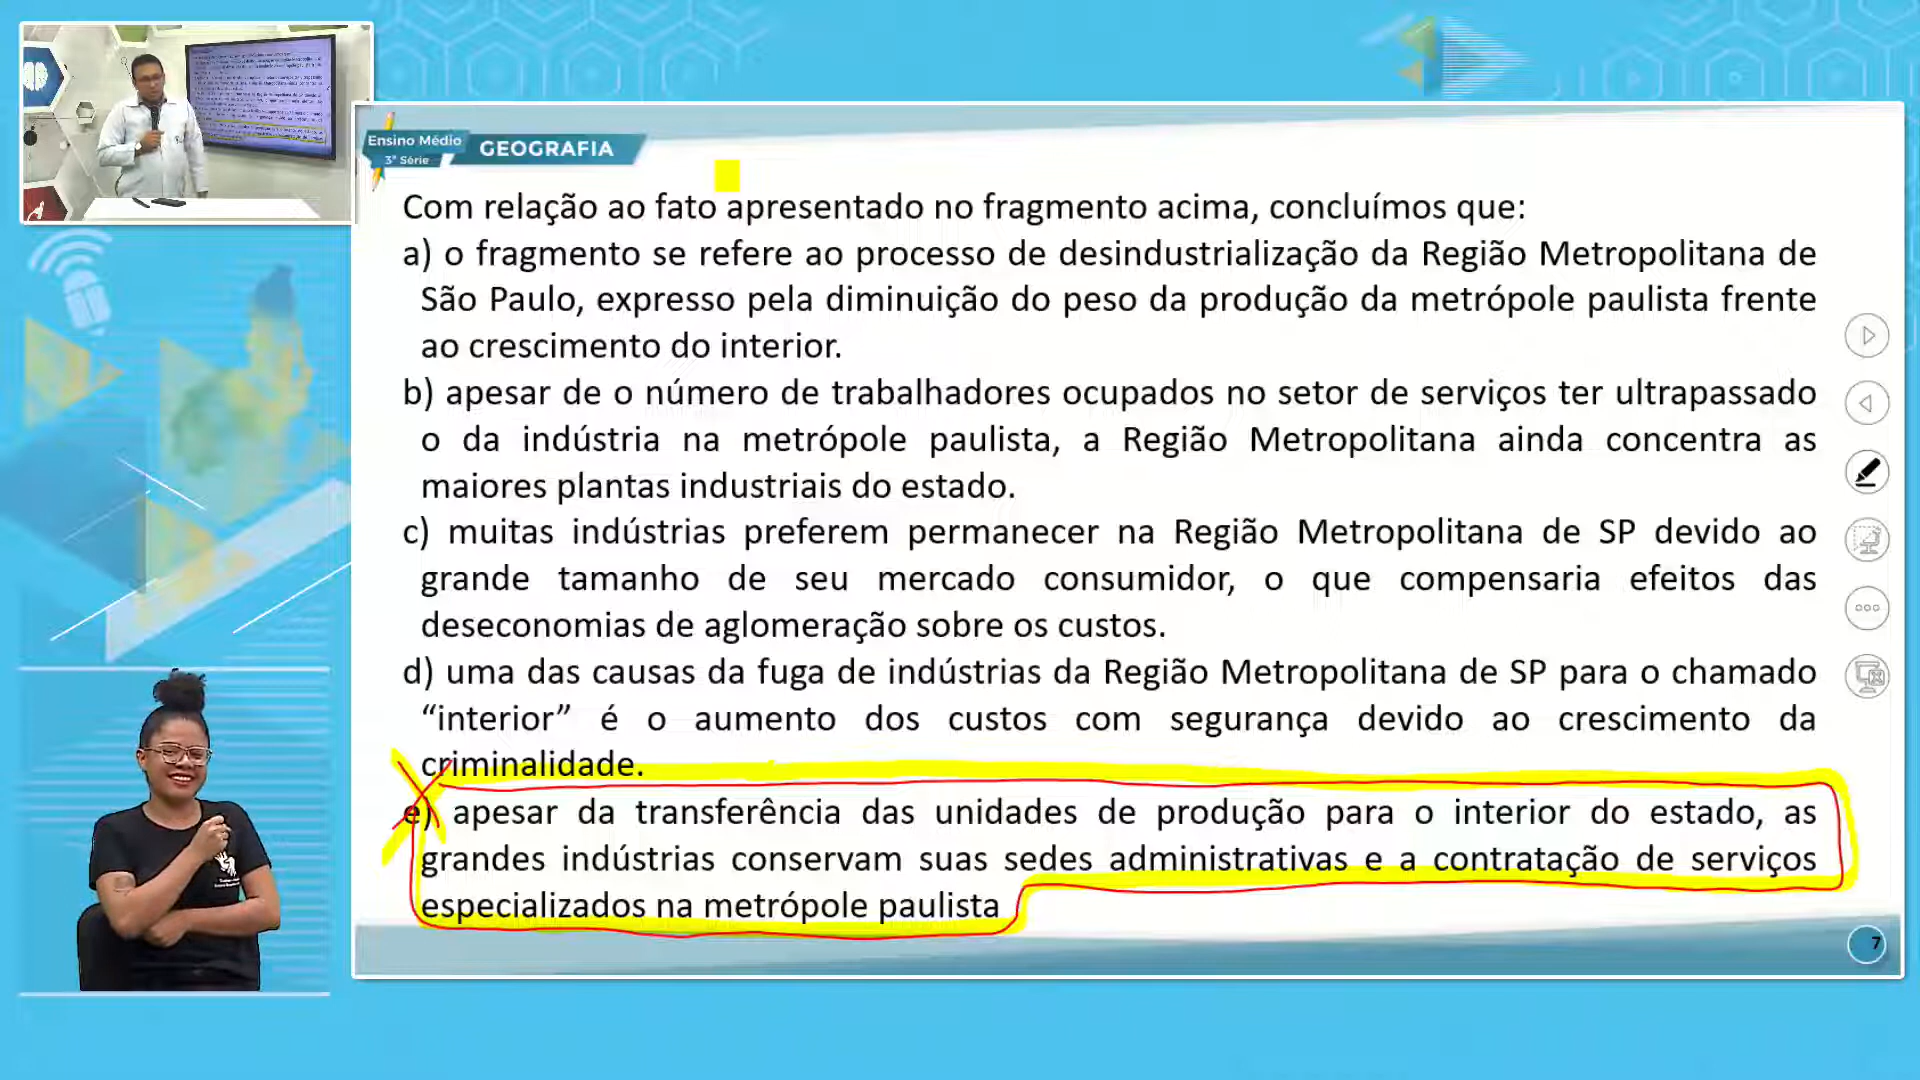 Ensino Médio
3ª Série
GEOGRAFIA
Com relação ao fato apresentado no fragmento acima, concluímos que:
a) o fragmento se refere ao processo de desindustrialização da Região Metropolitana de
São Paulo, expresso pela diminuição do peso da produção da metrópole paulista frente
ao crescimento do interior.
b) apesar de o número de trabalhadores ocupados no setor de serviços ter ultrapassado
o da indústria na metrópole paulista, a Região Metropolitana ainda concentra as
maiores plantas industriais do estado.
c) muitas indústrias preferem permanecer na Região Metropolitana de SP devido ao
grande tamanho de seu mercado consumidor, o que compensaria efeitos das
deseconomias de aglomeração sobre os custos.
d) uma das causas da fuga de indústrias da Região Metropolitana de SP para o chamado
“interior” é o aumento dos custos com segurança devido ao crescimento da
criminalidade.
e) apesar da transferência das unidades de produção para o interior do estado, as
grandes indústrias conservam suas sedes administrativas e a contratação de serviços
especializados na metrópole paulista
7